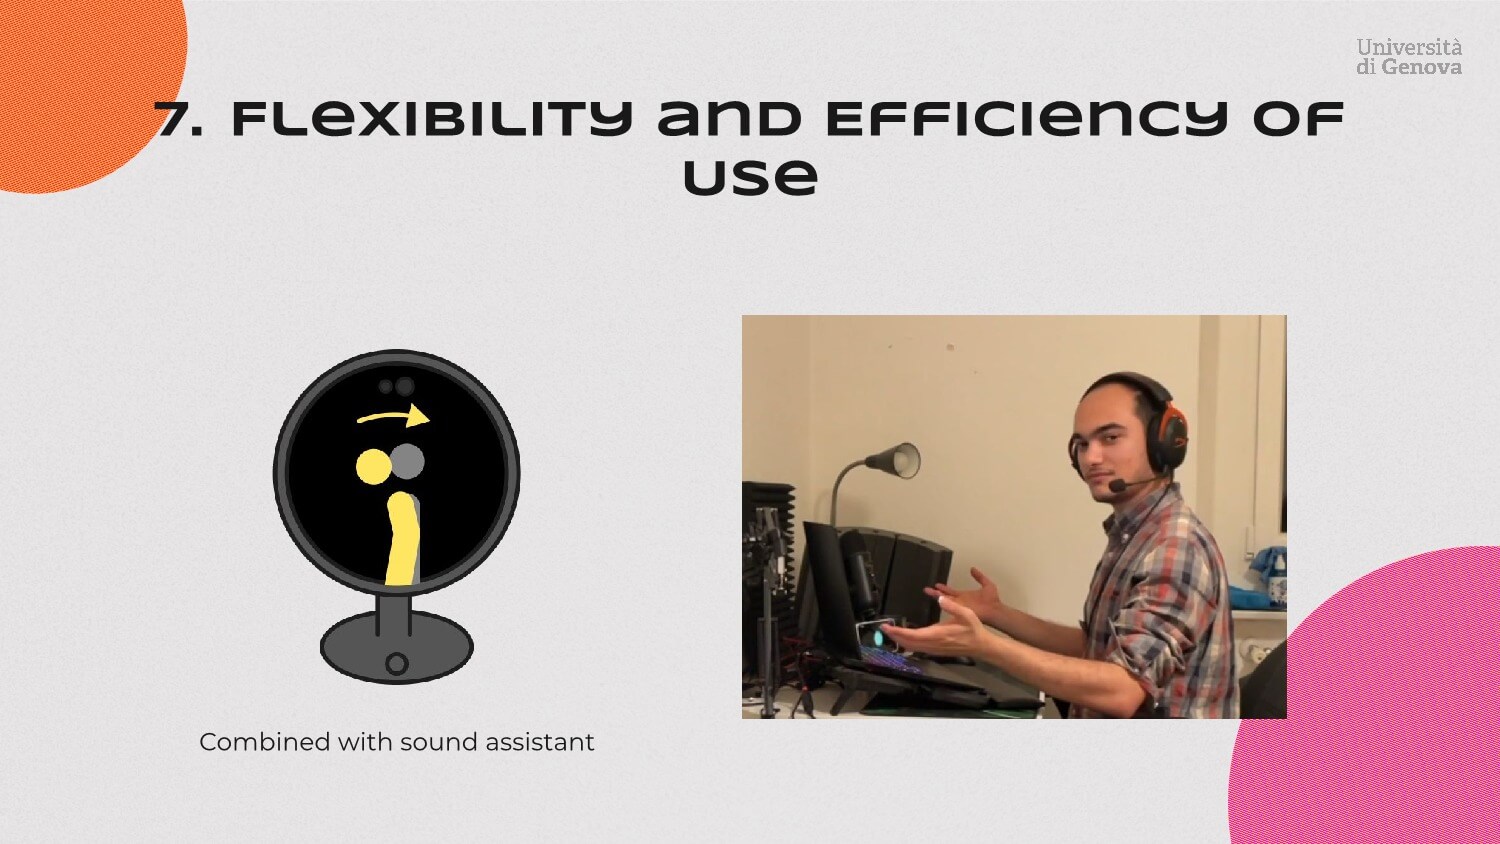 Università
di Genova
7. Flexibility and Efficiency of
use
Combined with sound assistant